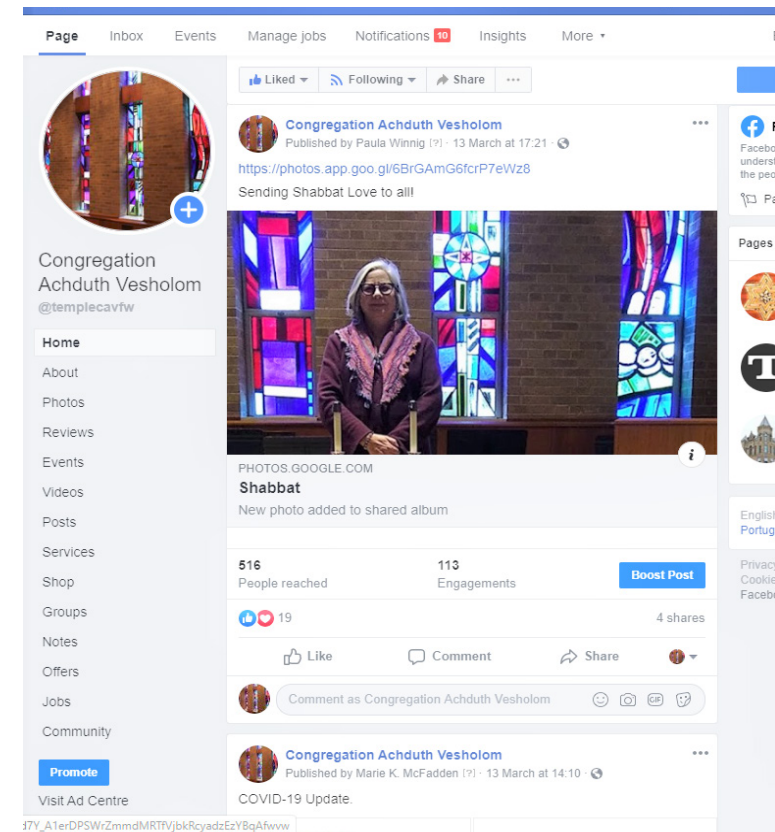 Page Inbox Events Manage jobs Notifications 10 Insights More
Liked Following Share ...
Congregation
Achduth Vesholom
@templecavfw
Home
About
Photos
Reviews
Events
Videos
Posts
Services
Shop
Groups
Notes
Offers
Jobs
Community
Promote
Visit Ad Centre
Congregation Achduth Vesholom
Published by Paula Winnig [?] · 13 March at 17:21 ·
https://photos.app.goo.gl/6BrGAmG6fcrP7eWz8
Sending Shabbat Love to all!
i
PHOTOS.GOOGLE.COM
Shabbat
New photo added to shared album
516 113
People reached Engagements
Boost Post
19 4 shares
Like Comment Share
Comment as Congregation Achduth Vesholom GIF
Congregation Achduth Vesholom
Published by Marie K. McFadden [?] · 13 March at 14:10 ·
COVID-19 Update.
Pages